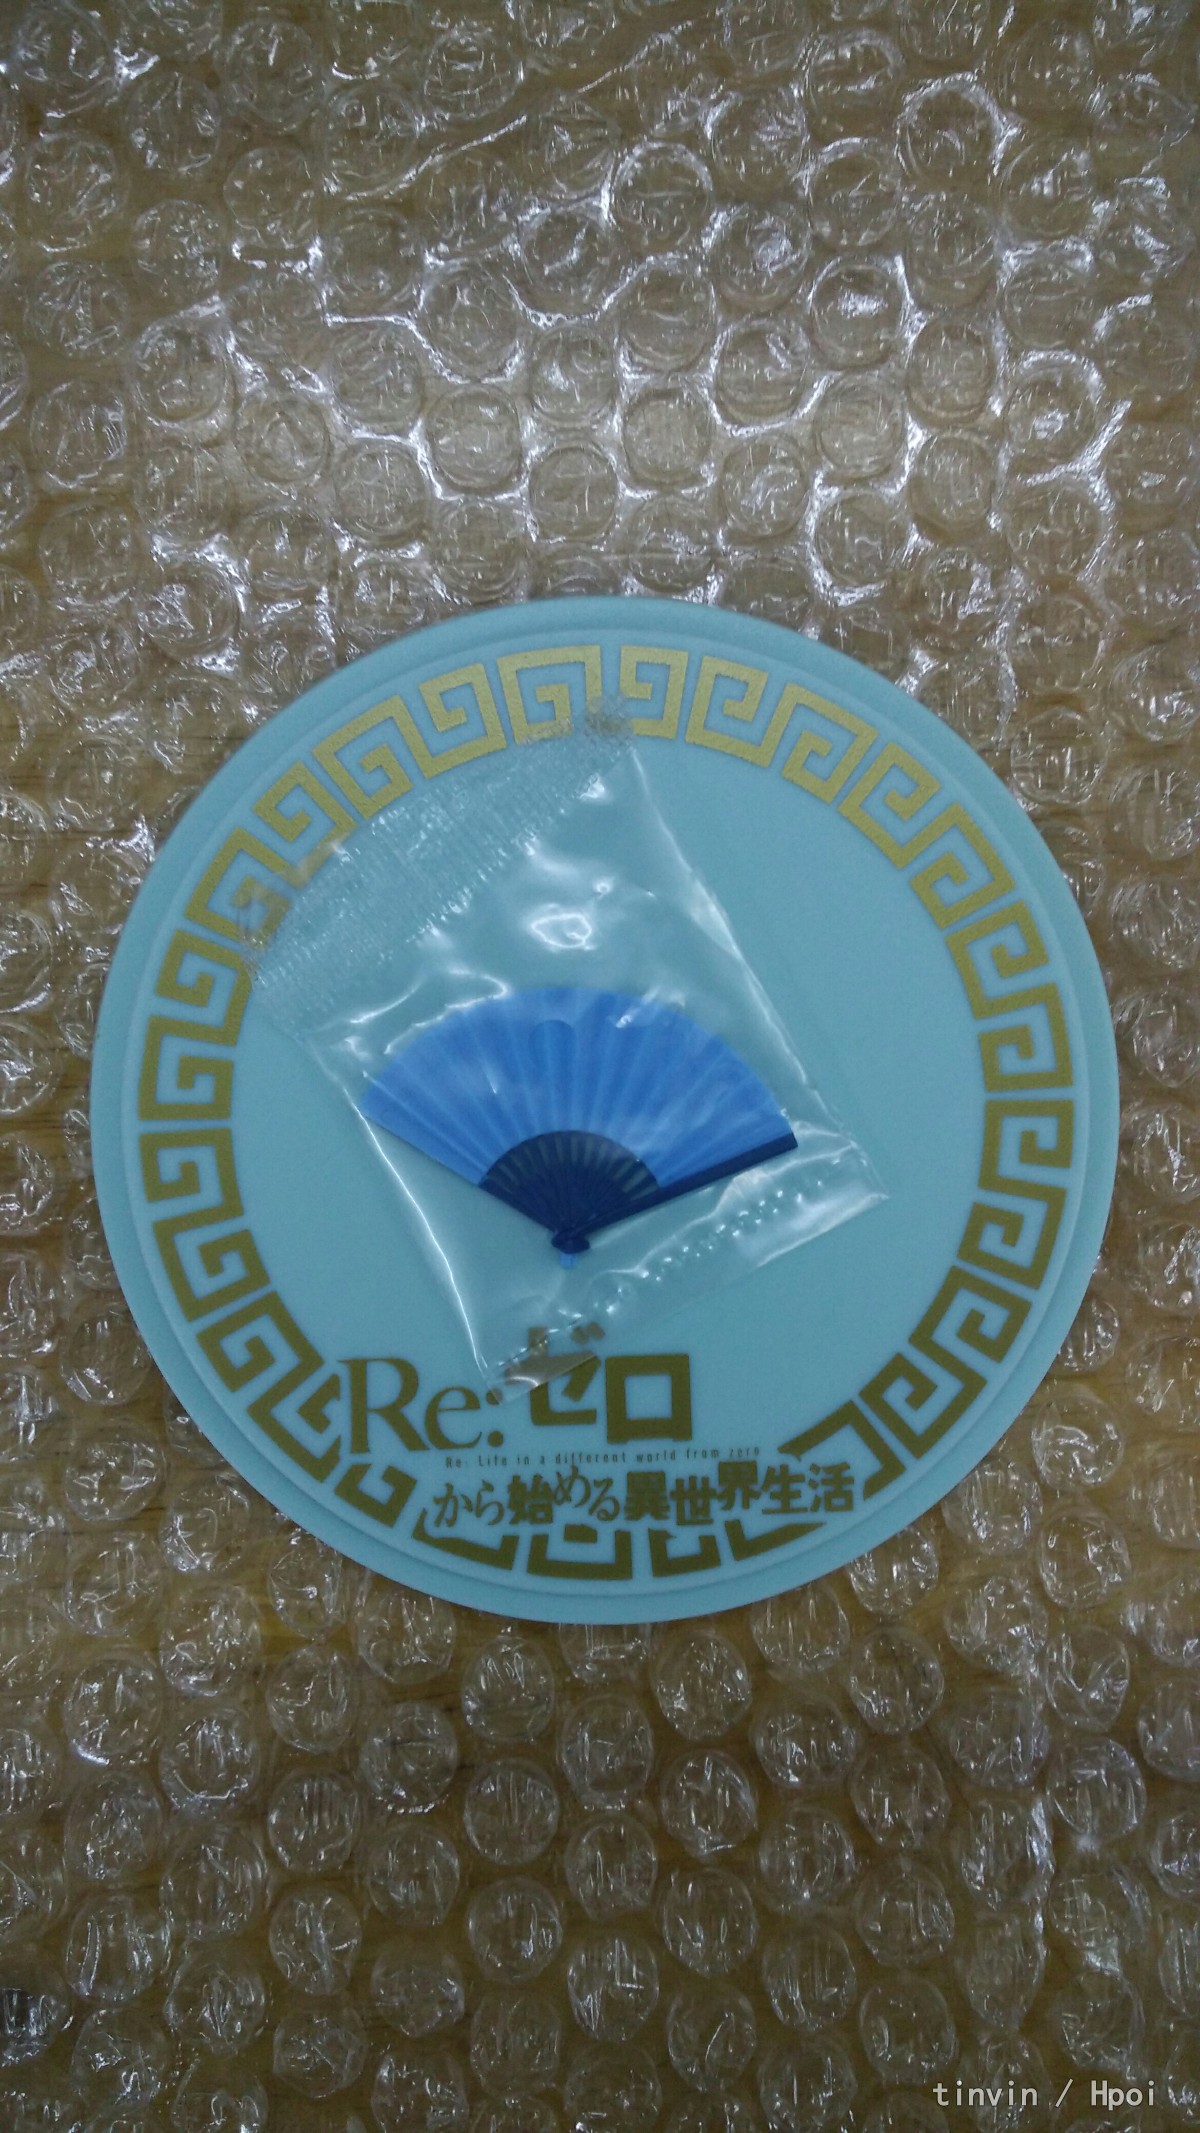 Re:ゼロ
Re: Life in a different world from zero
から始める異世界生活
tinvin / Hpoi